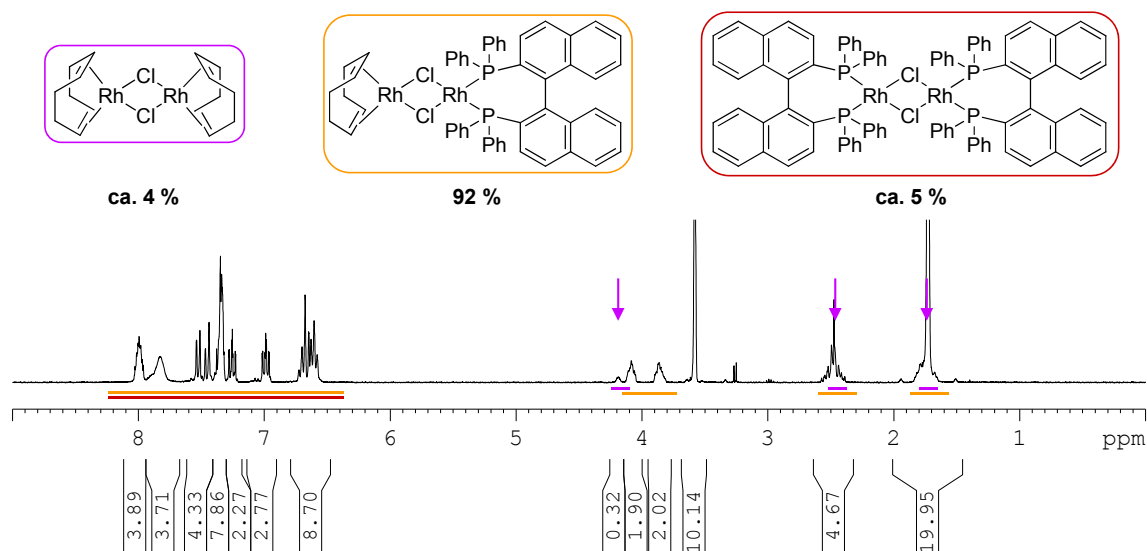 Ph Ph Ph
Ph Ph Ph
Cl Cl P P Cl P
Rh Rh Rh Rh Rh Rh
Cl Cl P P Cl P
Ph Ph Ph
Ph Ph Ph
ca. 4 % 92% ca. 5 %
8 7 6 5 4 3 2 1 ppm
3.89 3.71 4.33 7.86 2.27 2.77 8.70 0.32 1.90 2.02 10.14 4.67 19.95